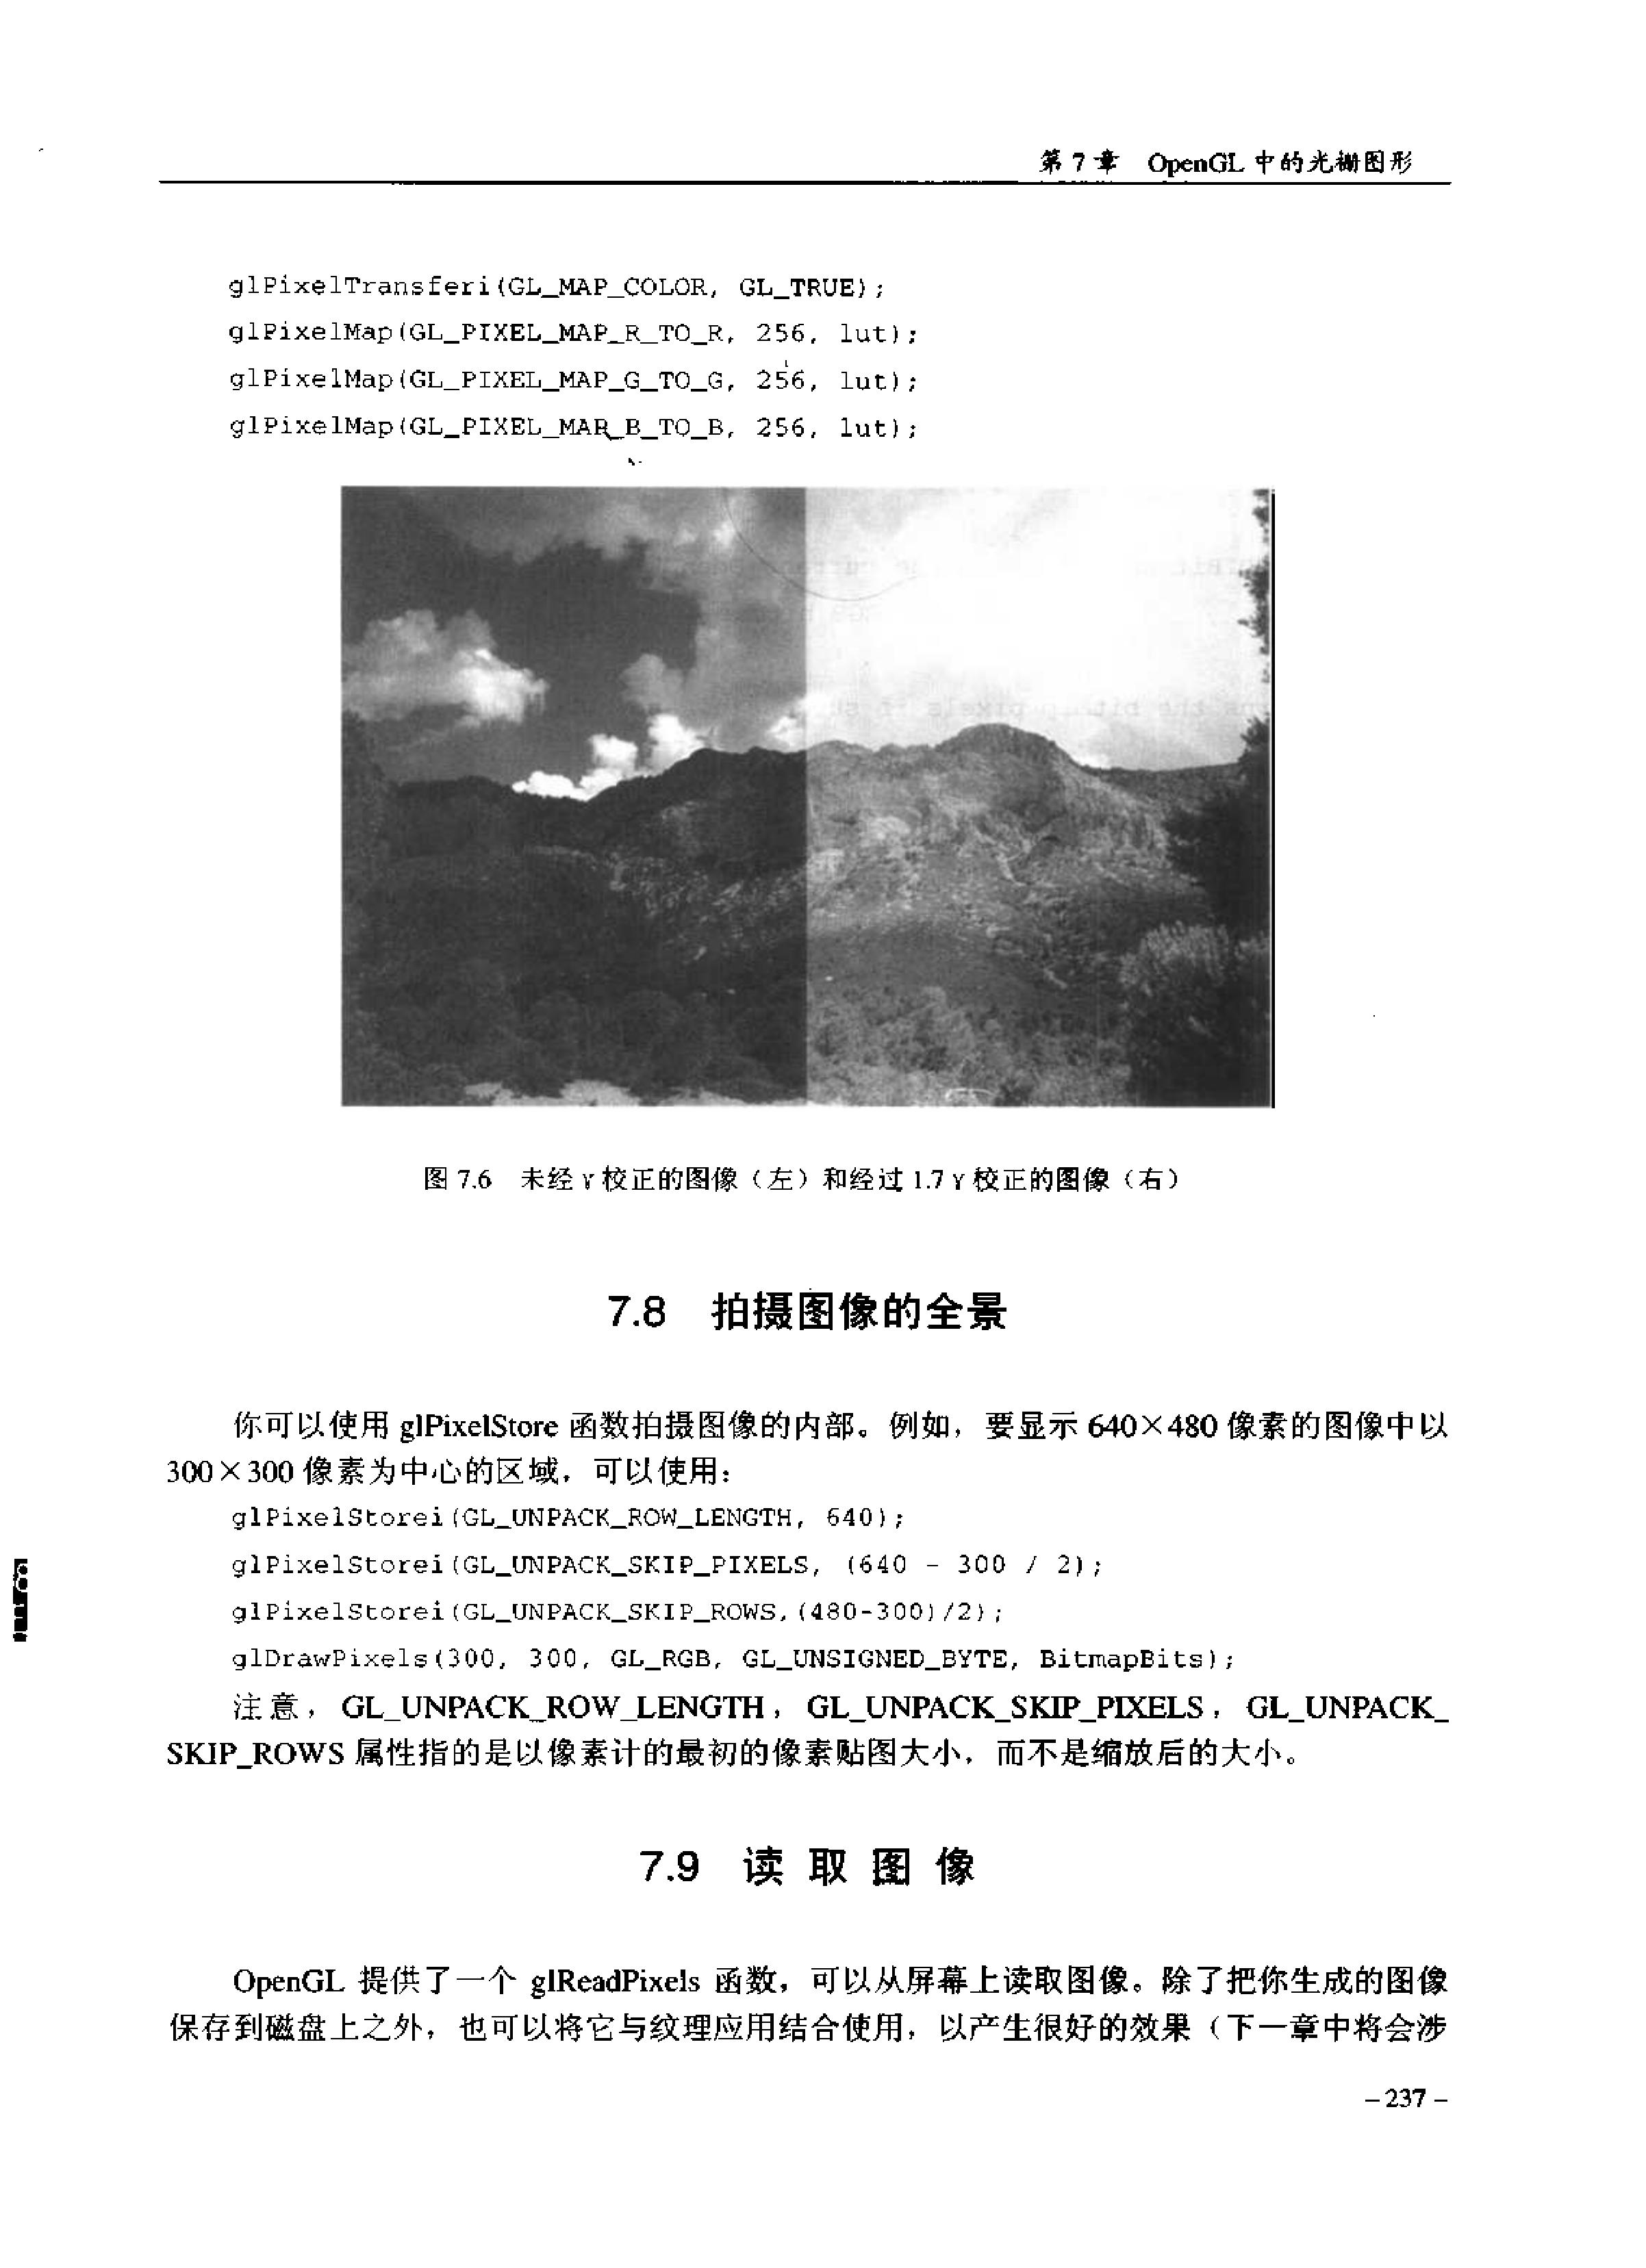 第 7 章 OpenGL 中的光栅图形
glPixelTransferi(GL_MAP_COLOR, GL_TRUE);
glPixelMap(GL_PIXEL_MAP_R_TO_R, 256, lut);
glPixelMap(GL_PIXEL_MAP_G_TO_G, 256, lut);
glPixelMap(GL_PIXEL_MAP_B_TO_B, 256, lut);
图 7.6 未经 γ 校正的图像（左）和经过 1.7 γ 校正的图像（右）
7.8 拍摄图像的全景
你可以使用 glPixelStore 函数拍摄图像的内部。例如，要显示 640×480 像素的图像中以
300×300 像素为中心的区域，可以使用：
glPixelStorei(GL_UNPACK_ROW_LENGTH, 640);
glPixelStorei(GL_UNPACK_SKIP_PIXELS, (640 - 300 / 2);
glPixelStorei(GL_UNPACK_SKIP_ROWS,(480-300)/2);
glDrawPixels(300, 300, GL_RGB, GL_UNSIGNED_BYTE, BitmapBits);
注意，GL_UNPACK_ROW_LENGTH，GL_UNPACK_SKIP_PIXELS，GL_UNPACK_
SKIP_ROWS 属性指的是以像素计的最初的像素贴图大小，而不是缩放后的大小。
7.9 读取图像
OpenGL 提供了一个 glReadPixels 函数，可以从屏幕上读取图像。除了把你生成的图像
保存到磁盘上之外，也可以将它与纹理应用结合使用，以产生很好的效果（下一章中将会涉
– 237 –